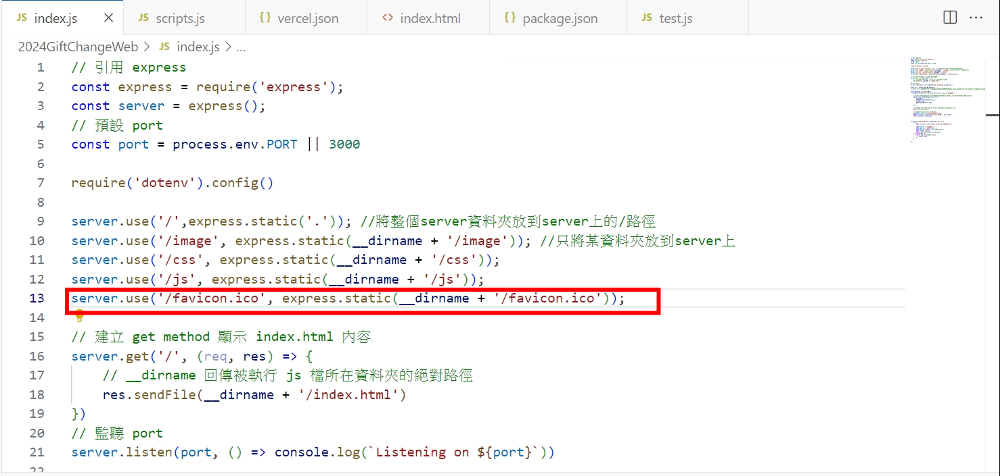 JS index.js JS scripts.js {} vercel.json <> index.html {} package.json JS test.js
2024GiftChangeWeb > JS index.js > ...
1 // 引用 express
2 const express = require('express');
3 const server = express();
4 // 預設 port
5 const port = process.env.PORT || 3000
6
7 require('dotenv').config()
8
9 server.use('/',express.static('.')); //將整個server資料夾放到server上的/路徑
10 server.use('/image', express.static(__dirname + '/image')); //只將某資料夾放到server上
11 server.use('/css', express.static(__dirname + '/css'));
12 server.use('/js', express.static(__dirname + '/js'));
13 server.use('/favicon.ico', express.static(__dirname + '/favicon.ico'));
14
15 // 建立 get method 顯示 index.html 內容
16 server.get('/', (req, res) => {
17 // __dirname 回傳被執行 js 檔所在資料夾的絕對路徑
18 res.sendFile(__dirname + '/index.html')
19 })
20 // 監聽 port
21 server.listen(port, () => console.log(`Listening on ${port}`))
22